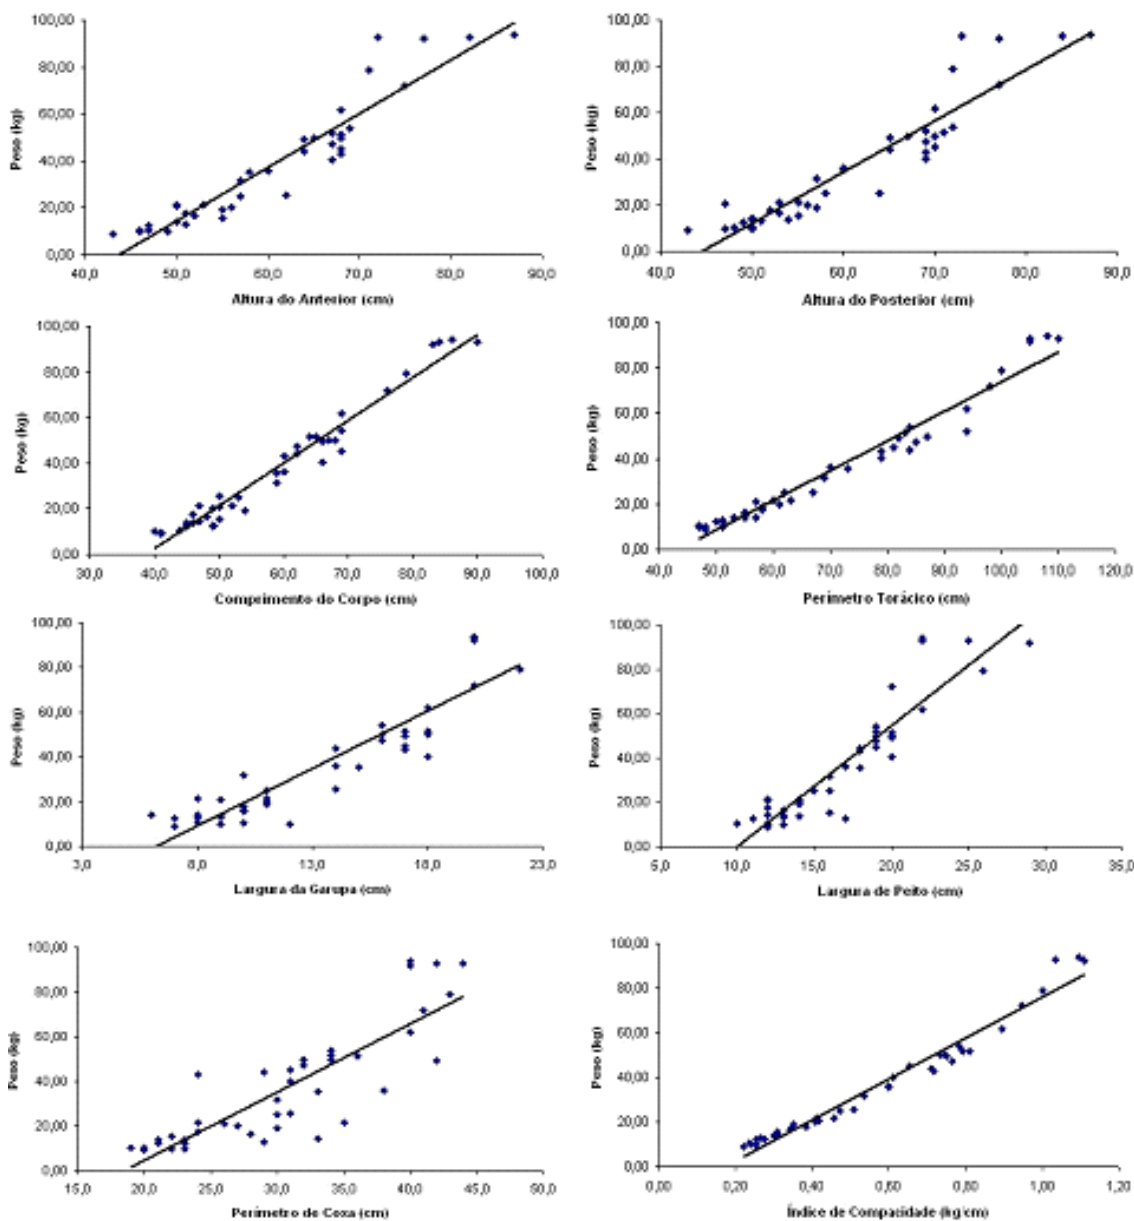 100,00
80,00
60,00
40,00
20,00
0,00
Peso (kg)
40,0 50,0 60,0 70,0 80,0 90,0
Altura do Anterior (cm)
100,00
80,00
60,00
40,00
20,00
0,00
Peso (kg)
40,0 50,0 60,0 70,0 80,0 90,0
Altura do Posterior (cm)
100,00
80,00
60,00
40,00
20,00
0,00
Peso (kg)
30,0 40,0 50,0 60,0 70,0 80,0 90,0 100,0
Comprimento do Corpo (cm)
100,00
80,00
60,00
40,00
20,00
0,00
Peso (kg)
40,0 50,0 60,0 70,0 80,0 90,0 100,0 110,0 120,0
Perímetro Torácico (cm)
100,00
80,00
60,00
40,00
20,00
0,00
Peso (kg)
3,0 8,0 13,0 18,0 23,0
Largura da Garupa (cm)
100,00
80,00
60,00
40,00
20,00
0,00
Peso (kg)
5,0 10,0 15,0 20,0 25,0 30,0 35,0
Largura de Peito (cm)
100,00
80,00
60,00
40,00
20,00
0,00
Peso (kg)
15,0 20,0 25,0 30,0 35,0 40,0 45,0 50,0
Perímetro de Coxa (cm)
100,00
80,00
60,00
40,00
20,00
0,00
Peso (kg)
0,00 0,20 0,40 0,60 0,80 1,00 1,20
Índice de Compacidade (kg/cm)